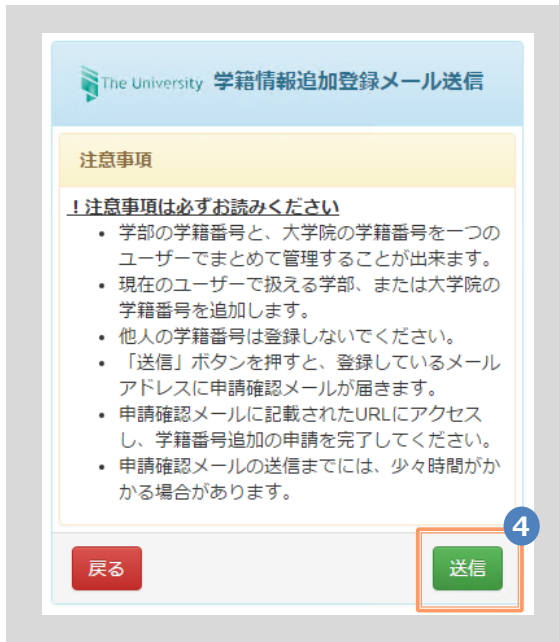 The University 学籍情報追加登録メール送信
注意事項
！注意事項は必ずお読みください
• 学部の学籍番号と、大学院の学籍番号を一つの
ユーザーでまとめて管理することが出来ます。
• 現在のユーザーで扱える学部、または大学院の
学籍番号を追加します。
• 他人の学籍番号は登録しないでください。
• 「送信」ボタンを押すと、登録しているメール
アドレスに申請確認メールが届きます。
• 申請確認メールに記載されたURLにアクセス
し、学籍番号追加の申請を完了してください。
• 申請確認メールの送信までには、少々時間がか
かる場合があります。
4
戻る
送信